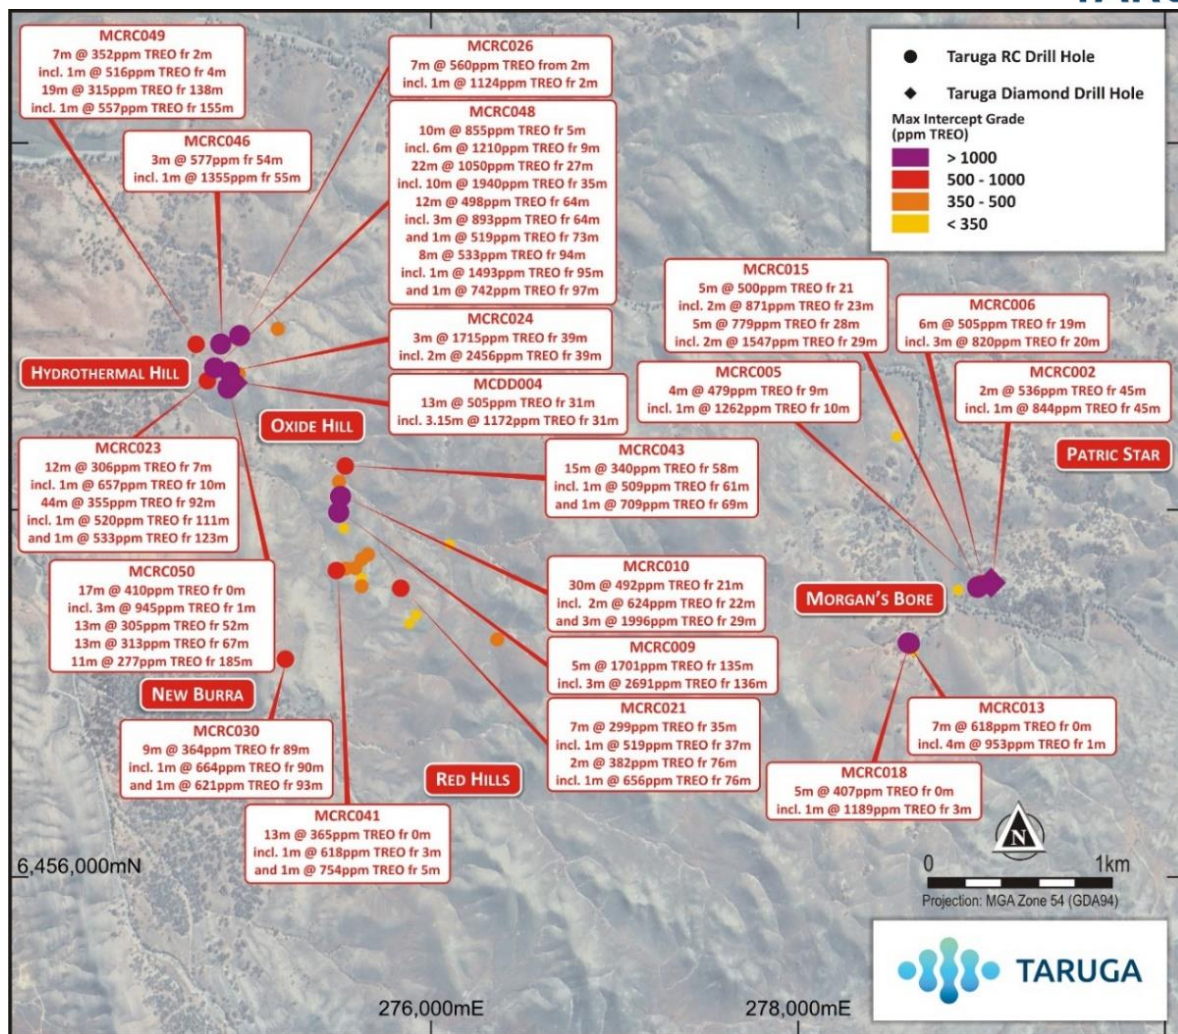 MCRC049
7m @ 352ppm TREO fr 2m
incl. 1m @ 516ppm TREO fr 4m
19m @ 315ppm TREO fr 138m
incl. 1m @ 557ppm TREO fr 155m
MCRC026
7m @ 560ppm TREO from 2m
incl. 1m @ 1124ppm TREO fr 2m
MCRC046
3m @ 577ppm fr 54m
incl. 1m @ 1355ppm fr 55m
MCRC048
10m @ 855ppm TREO fr 5m
incl. 6m @ 1210ppm TREO fr 9m
22m @ 1050ppm TREO fr 27m
incl. 10m @ 1940ppm TREO fr 35m
12m @ 498ppm TREO fr 64m
incl. 3m @ 893ppm TREO fr 64m
and 1m @ 519ppm TREO fr 73m
8m @ 533ppm TREO fr 94m
incl. 1m @ 1493ppm TREO fr 95m
and 1m @ 742ppm TREO fr 97m
Taruga RC Drill Hole
Taruga Diamond Drill Hole
Max Intercept Grade
(ppm TREO)
> 1000
500 - 1000
350 - 500
< 350
MCRC015
5m @ 500ppm TREO fr 21
incl. 2m @ 871ppm TREO fr 23m
5m @ 779ppm TREO fr 28m
incl. 2m @ 1547ppm TREO fr 29m
MCRC006
6m @ 505ppm TREO fr 19m
incl. 3m @ 820ppm TREO fr 20m
MCRC024
3m @ 1715ppm TREO fr 39m
incl. 2m @ 2456ppm TREO fr 39m
MCRC005
4m @ 479ppm TREO fr 9m
incl. 1m @ 1262ppm TREO fr 10m
MCRC002
2m @ 536ppm TREO fr 45m
incl. 1m @ 844ppm TREO fr 45m
HYDROTHERMAL HILL
MCDD004
13m @ 505ppm TREO fr 31m
incl. 3.15m @ 1172ppm TREO fr 31m
OXIDE HILL
PATRIC STAR
MCRC023
12m @ 306ppm TREO fr 7m
incl. 1m @ 657ppm TREO fr 10m
44m @ 355ppm TREO fr 92m
incl. 1m @ 520ppm TREO fr 111m
and 1m @ 533ppm TREO fr 123m
MCRC043
15m @ 340ppm TREO fr 58m
incl. 1m @ 509ppm TREO fr 61m
and 1m @ 709ppm TREO fr 69m
MCRC050
17m @ 410ppm TREO fr 0m
incl. 3m @ 945ppm TREO fr 1m
13m @ 305ppm TREO fr 52m
13m @ 313ppm TREO fr 67m
11m @ 277ppm TREO fr 185m
MCRC010
30m @ 492ppm TREO fr 21m
incl. 2m @ 624ppm TREO fr 22m
and 3m @ 1996ppm TREO fr 29m
MORGAN'S BORE
MCRC009
5m @ 1701ppm TREO fr 135m
incl. 3m @ 2691ppm TREO fr 136m
NEW BURRA
MCRC021
7m @ 299ppm TREO fr 35m
incl. 1m @ 519ppm TREO fr 37m
2m @ 382ppm TREO fr 76m
incl. 1m @ 656ppm TREO fr 76m
MCRC013
7m @ 618ppm TREO fr 0m
incl. 4m @ 953ppm TREO fr 1m
MCRC030
9m @ 364ppm TREO fr 89m
incl. 1m @ 664ppm TREO fr 90m
and 1m @ 621ppm TREO fr 93m
RED HILLS
MCRC018
5m @ 407ppm TREO fr 0m
incl. 1m @ 1189ppm TREO fr 3m
MCRC041
13m @ 365ppm TREO fr 0m
incl. 1m @ 618ppm TREO fr 3m
and 1m @ 754ppm TREO fr 5m
N
6,456,000mN
0 1km
Projection: MGA Zone 54 (GDA94)
TARUGA
276,000mE
278,000mE